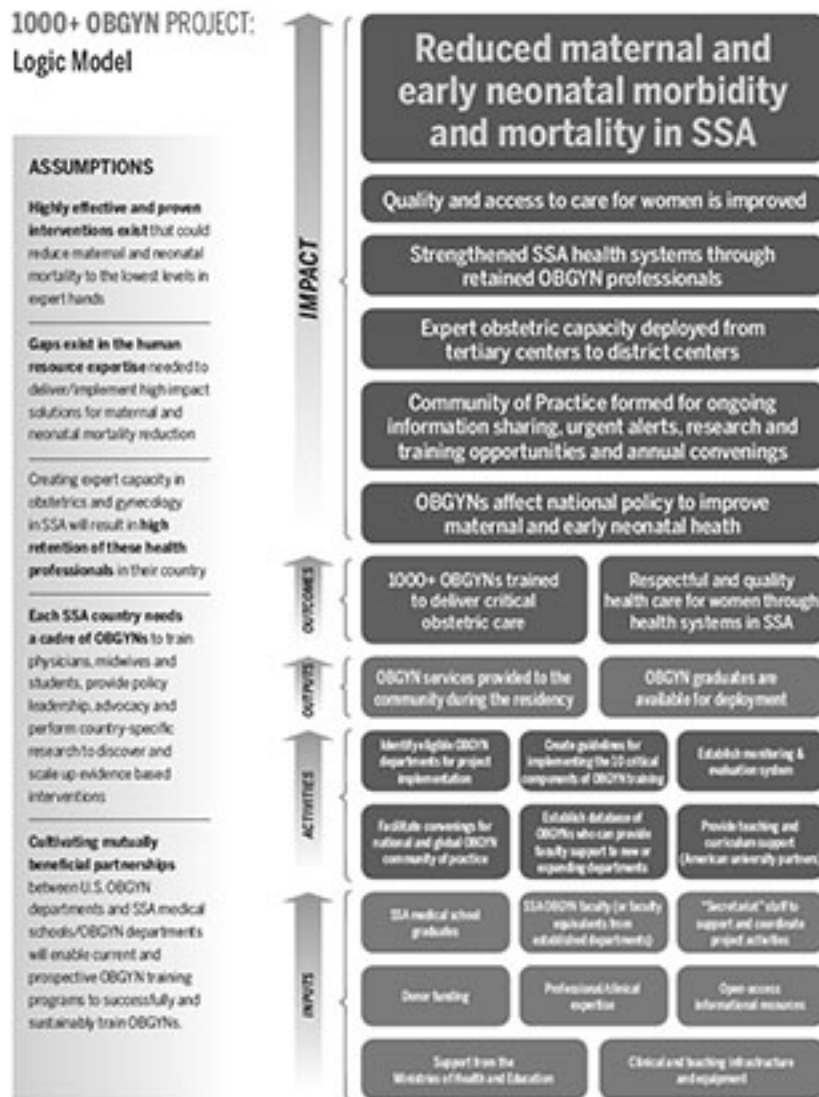 1000+ OBGYN PROJECT:
Logic Model
ASSUMPTIONS
Highly effective and proven
interventions exist that could
reduce maternal and neonatal
mortality to the lowest levels in
expert hands
Gaps exist in the human
resource expertise needed to
deliver/implement high impact
solutions for maternal and
neonatal mortality reduction
Creating expert capacity in
obstetrics and gynecology
in SSA will result in high
retention of these health
professionals in their country
Each SSA country needs
a cadre of OBGYNs to train
physicians, midwives and
students, provide policy
leadership, advocacy and
perform country-specific
research to discover and
scale up evidence based
interventions
Cultivating mutually
beneficial partnerships
between U.S. OBGYN
departments and SSA medical
schools/OBGYN departments
will enable current and
prospective OBGYN training
programs to successfully and
sustainably train OBGYNs.
IMPACT
Reduced maternal and
early neonatal morbidity
and mortality in SSA
Quality and access to care for women is improved
Strengthened SSA health systems through
retained OBGYN professionals
Expert obstetric capacity deployed from
tertiary centers to district centers
Community of Practice formed for ongoing
information sharing, urgent alerts, research and
training opportunities and annual convenings
OBGYNs affect national policy to improve
maternal and early neonatal heath
OUTCOMES
1000+ OBGYNs trained
to deliver critical
obstetric care
Respectful and quality
health care for women through
health systems in SSA
OUTPUTS
OBGYN services provided to the
community during the residency
OBGYN graduates are
available for deployment
ACTIVITIES
Identify eligible OBGYN
departments for project
implementation
Create guidelines for
implementing the 10 critical
components of OBGYN training
Establish monitoring &
evaluation system
Facilitate convenings for
national and global OBGYN
community of practice
Establish database of
OBGYNs who can provide
faculty support to new or
expanding departments
Provide teaching and
curriculum support
(American university partners)
INPUTS
SSA medical school
graduates
SSA OBGYN faculty (or faculty
equivalents from
established departments)
"Secretariat" staff to
support and coordinate
project activities
Donor funding
Professional/clinical
expertise
Open access
informational resources
Support from the
Ministries of Health and Education
Clinical and teaching infrastructure
and equipment